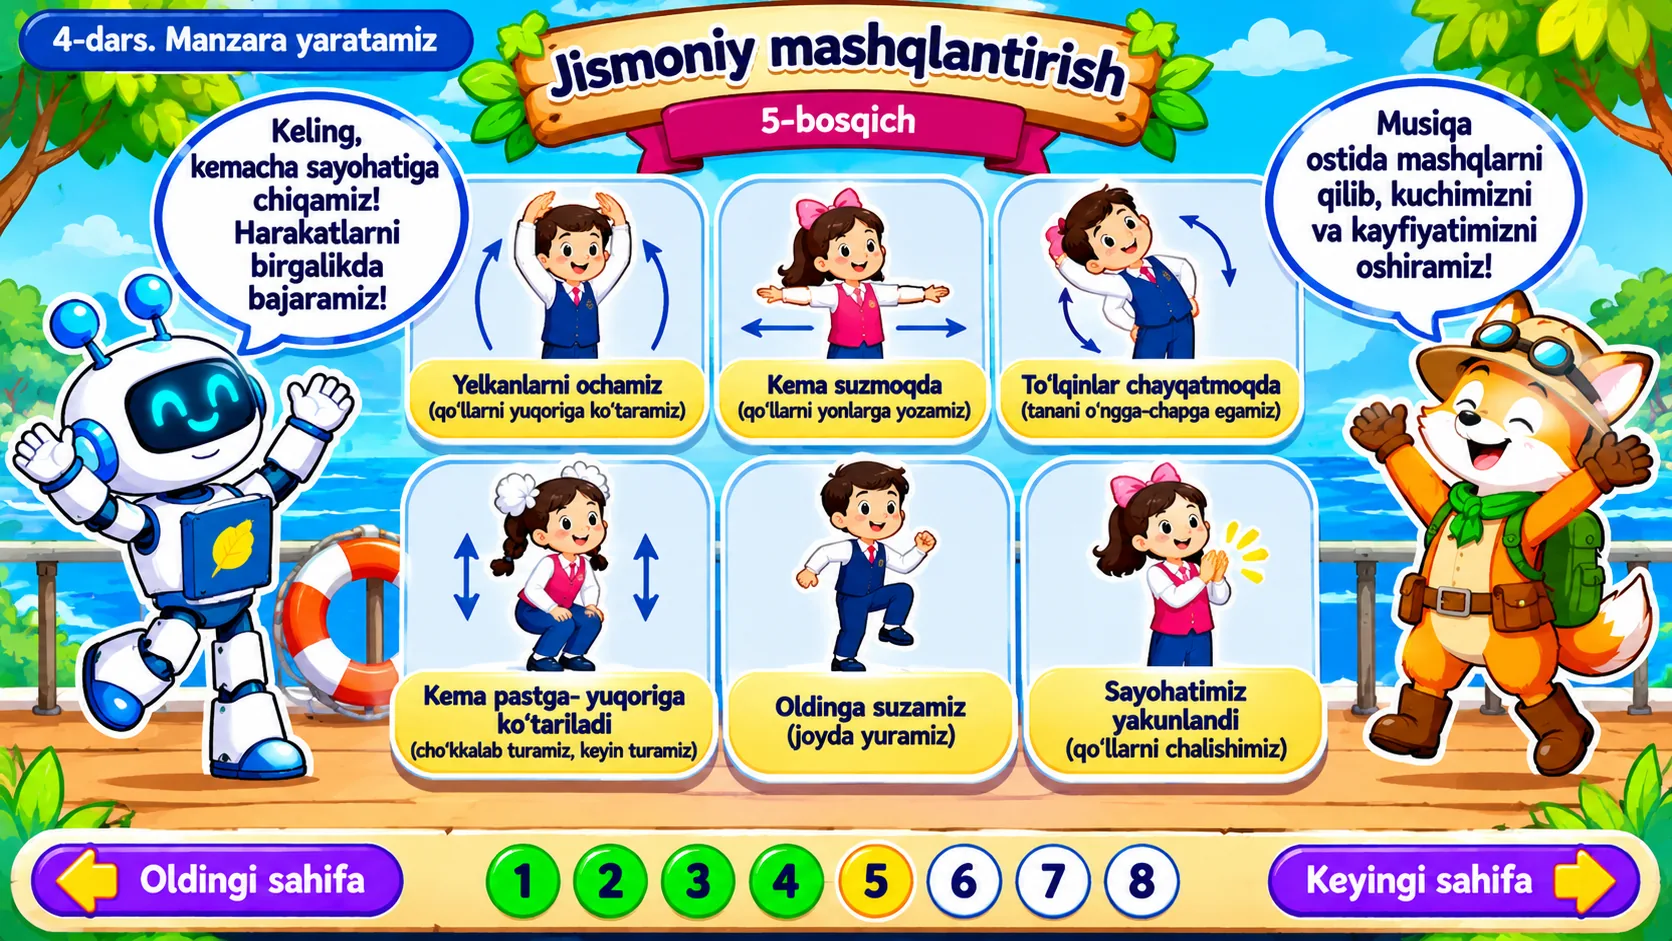 4-dars. Manzara yaratamiz
Jismoniy mashqlantirish
5-bosqich
Keling,
kemacha sayohatiga
chiqamiz!
Harakatlarni
birgalikda
bajaramiz!
Musiqa
ostida mashqlarni
qilib, kuchimizni
va kayfiyatimizni
oshiramiz!
Yelkanlarni ochamiz
(qo‘llarni yuqoriga ko‘taramiz)
Kema suzmoqda
(qo‘llarni yonlarga yozamiz)
To‘lqinlar chayqatmoqda
(tanani o‘ngga-chapga egamiz)
Kema pastga- yuqoriga
ko‘tariladi
(cho‘kkalab turamiz, keyin turamiz)
Oldinga suzamiz
(joyda yuramiz)
Sayohatimiz
yakunlandi
(qo‘llarni chalishimiz)
Oldingi sahifa
1 2 3 4 5 6 7 8
Keyingi sahifa